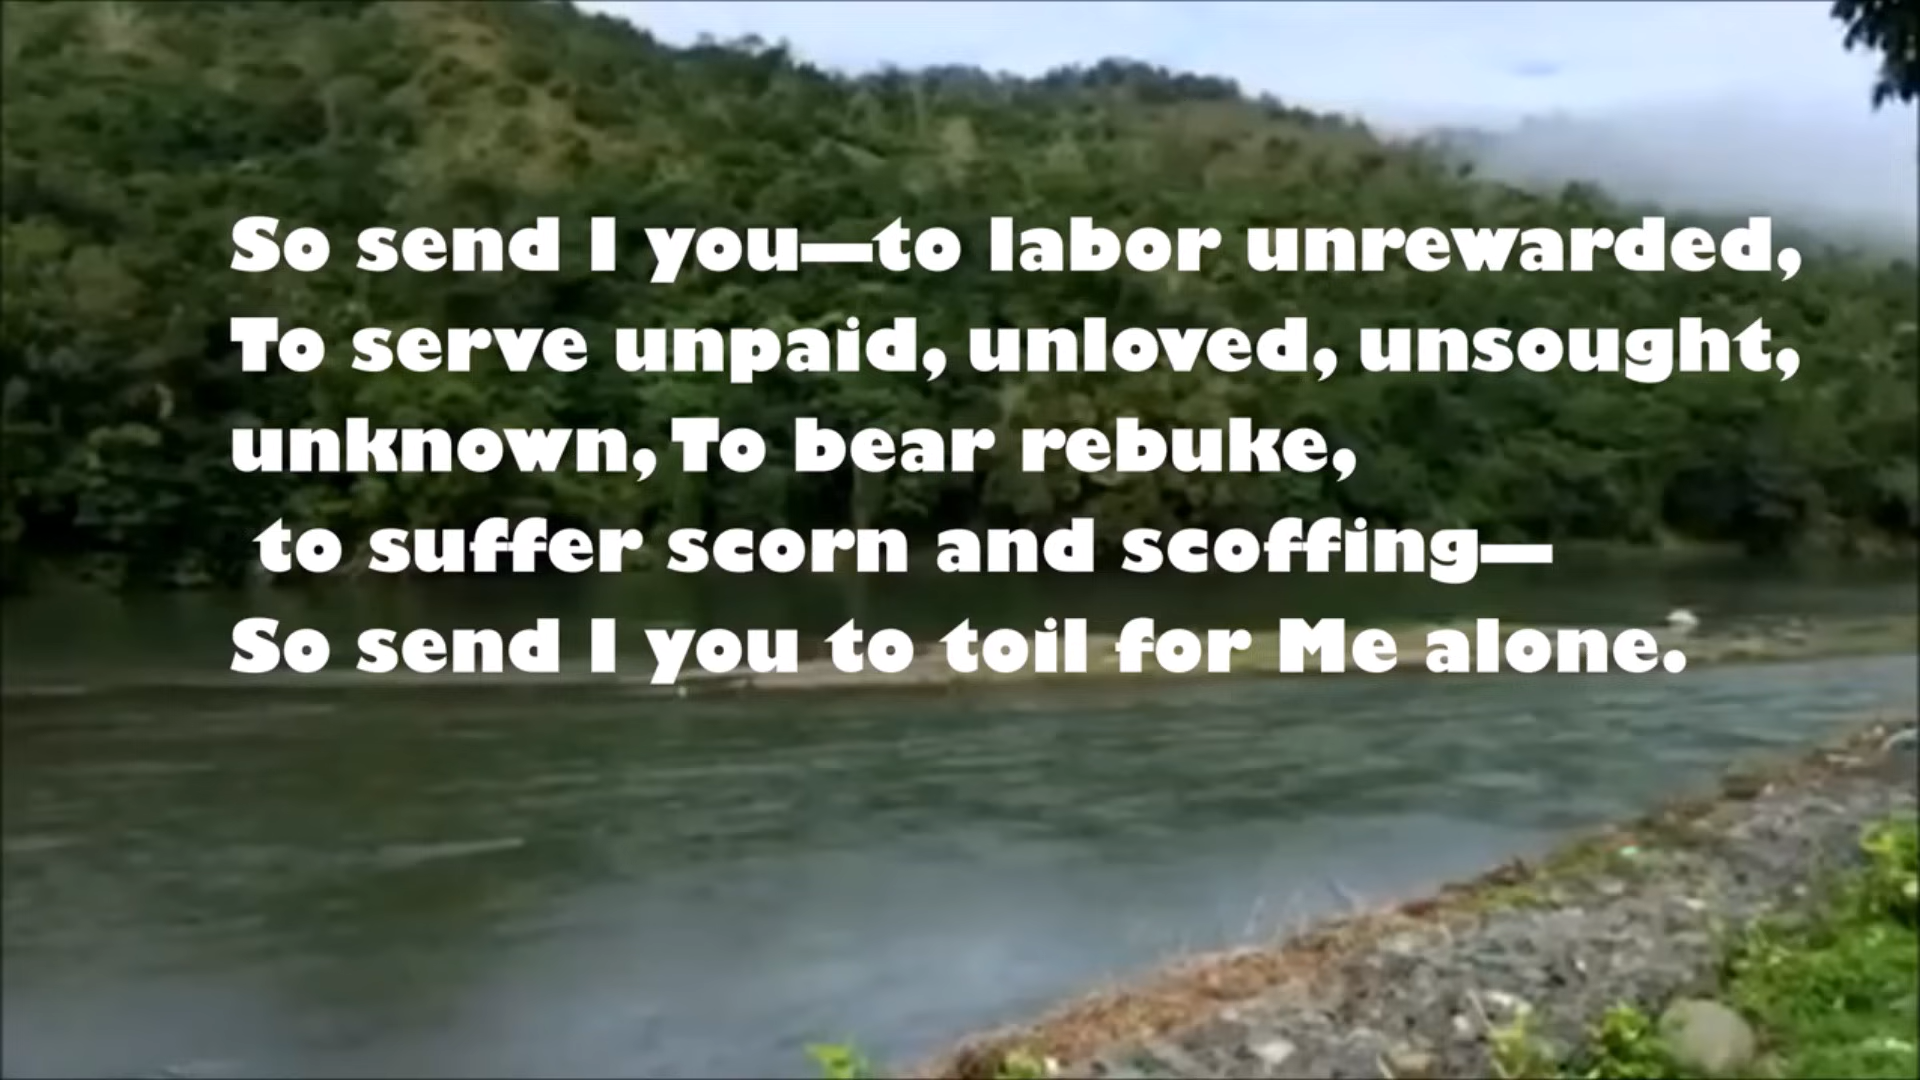 So send I you—to labor unrewarded,
To serve unpaid, unloved, unsought,
unknown, To bear rebuke,
to suffer scorn and scoffing—
So send I you to toil for Me alone.